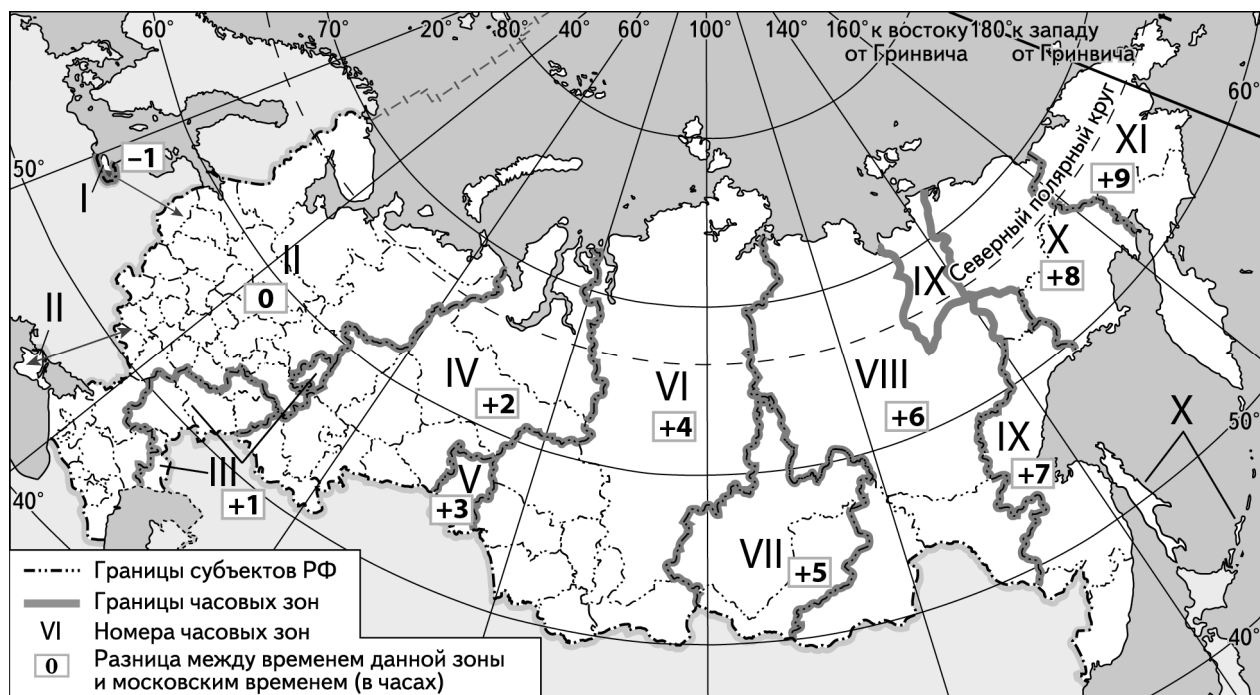 60°
70°
20°
80°
40°
60°
100°
140°
160° к востоку
от Гринвича
180° к западу
от Гринвича
60°
50°
–1
I
II
0
II
IV
+2
V
+3
III
+1
VI
+4
VII
+5
VIII
+6
IX
IX
+7
X
+8
XI
+9
Северный полярный круг
X
50°
40°
40°
Границы субъектов РФ
Границы часовых зон
VI Номера часовых зон
0 Разница между временем данной зоны
и московским временем (в часах)